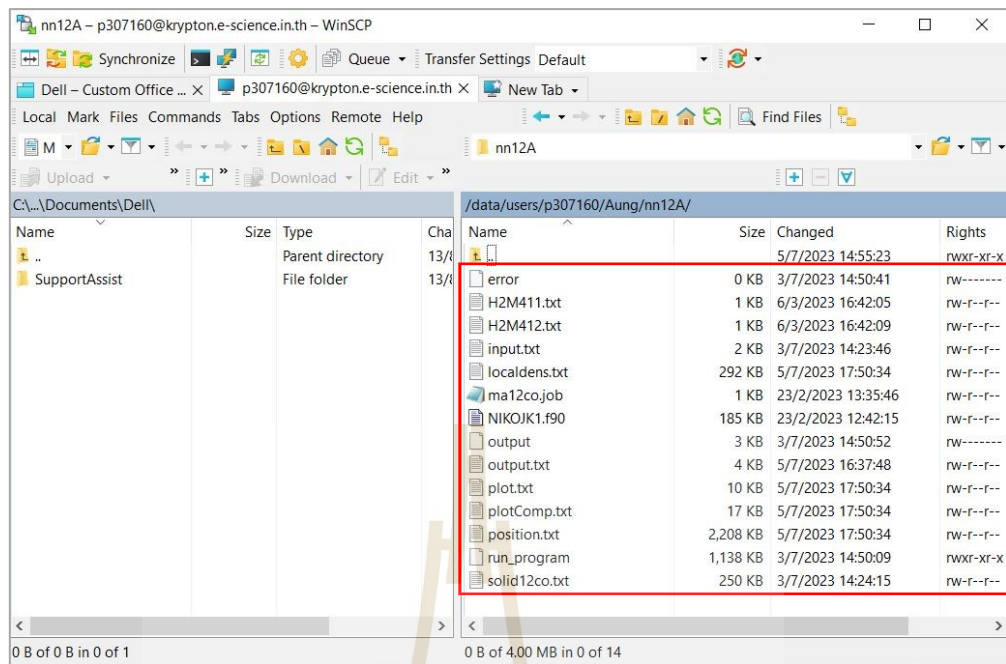 nn12A – p307160@krypton.e-science.in.th – WinSCP
Synchronize Queue Transfer Settings Default
Dell – Custom Office ... X p307160@krypton.e-science.in.th X New Tab
Local Mark Files Commands Tabs Options Remote Help Find Files
M nn12A
Upload » » Download Edit »
C:\...\Documents\Dell\ /data/users/p307160/Aung/nn12A/
Name Size Type Cha Name Size Changed Rights
.. Parent directory 13/8 .. 5/7/2023 14:55:23 rwxr-xr-x
SupportAssist File folder 13/8 error 0 KB 3/7/2023 14:50:41 rw-------
H2M411.txt 1 KB 6/3/2023 16:42:05 rw-r--r--
H2M412.txt 1 KB 6/3/2023 16:42:09 rw-r--r--
input.txt 2 KB 3/7/2023 14:23:46 rw-r--r--
localdens.txt 292 KB 5/7/2023 17:50:34 rw-r--r--
ma12co.job 1 KB 23/2/2023 13:35:46 rw-r--r--
NIKOJK1.f90 185 KB 23/2/2023 12:42:15 rw-r--r--
output 3 KB 3/7/2023 14:50:52 rw-------
output.txt 4 KB 5/7/2023 16:37:48 rw-r--r--
plot.txt 10 KB 5/7/2023 17:50:34 rw-r--r--
plotComp.txt 17 KB 5/7/2023 17:50:34 rw-r--r--
position.txt 2,208 KB 5/7/2023 17:50:34 rw-r--r--
run_program 1,138 KB 3/7/2023 14:50:09 rwxr-xr-x
solid12co.txt 250 KB 3/7/2023 14:24:15 rw-r--r--
0 B of 0 B in 0 of 1 0 B of 4.00 MB in 0 of 14